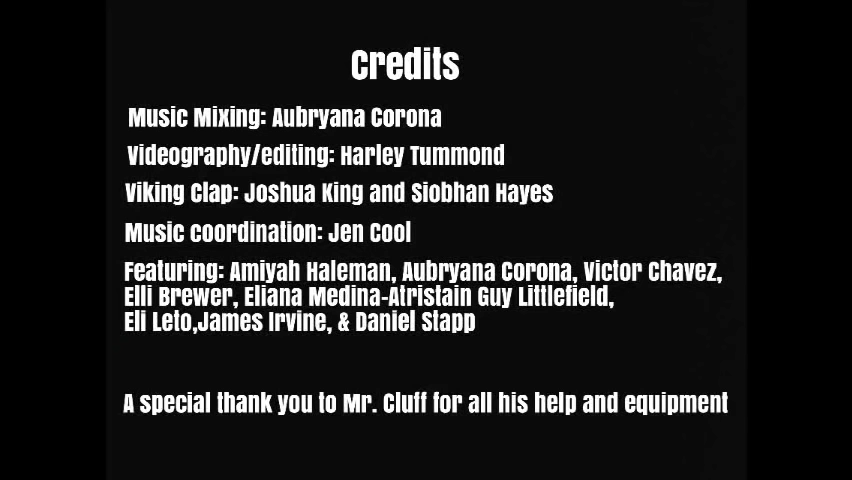 Credits
Music Mixing: Aubryana Corona
Videography/editing: Harley Tummond
Viking Clap: Joshua King and Siobhan Hayes
Music coordination: Jen Cool
Featuring: Amiyah Haleman, Aubryana Corona, Victor Chavez,
Elli Brewer, Eliana Medina-Atristain Guy Littlefield,
Eli Leto,James Irvine, & Daniel Stapp
A special thank you to Mr. Cluff for all his help and equipment